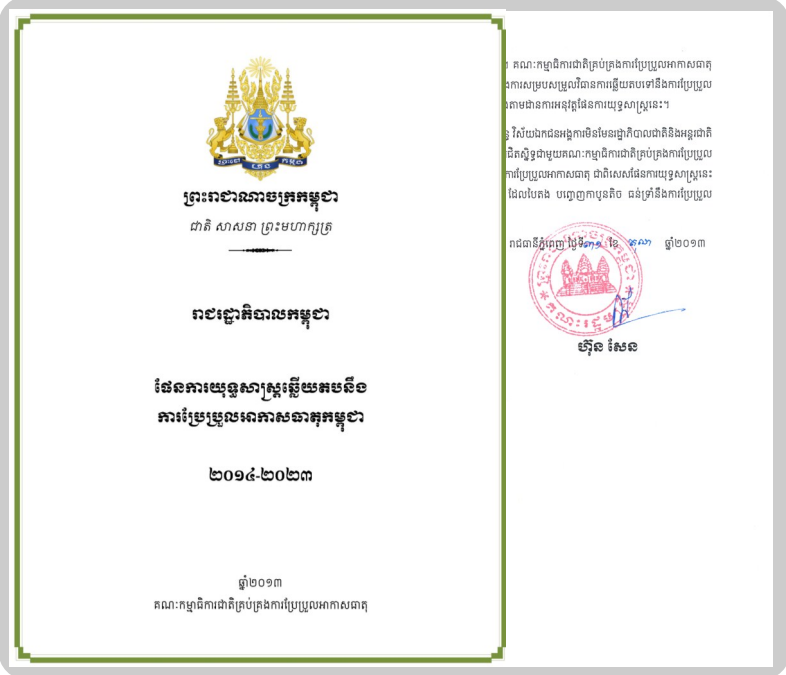 ព្រះរាជាណាចក្រកម្ពុជា
ជាតិ សាសនា ព្រះមហាក្សត្រ
រាជរដ្ឋាភិបាលកម្ពុជា
ផែនការយុទ្ធសាស្ត្រឆ្លើយតបនឹង
ការប្រែប្រួលអាកាសធាតុកម្ពុជា
២០១៤-២០២៣
ឆ្នាំ២០១៣
គណៈកម្មាធិការជាតិគ្រប់គ្រងការប្រែប្រួលអាកាសធាតុ
គណៈកម្មាធិការជាតិគ្រប់គ្រងការប្រែប្រួលអាកាសធាតុ
ការសម្របសម្រួលវិធានការឆ្លើយតបទៅនឹងការប្រែប្រួល
តាមដានការអនុវត្តផែនការយុទ្ធសាស្ត្រនេះ។
វិស័យឯកជនអង្គការមិនមែនរដ្ឋាភិបាលជាតិនិងអន្តរជាតិ
ជិតស្និទ្ធជាមួយគណៈកម្មាធិការជាតិគ្រប់គ្រងការប្រែប្រួល
ការប្រែប្រួលអាកាសធាតុ ជាពិសេសផែនការយុទ្ធសាស្ត្រនេះ
ដែលបៃតង បញ្ចេញកាបូនតិច ធន់ទ្រាំនឹងការប្រែប្រួល
រាជធានីភ្នំពេញ ថ្ងៃទី៣១ ខែ តុលា ឆ្នាំ២០១៣
ហ៊ុន សែន